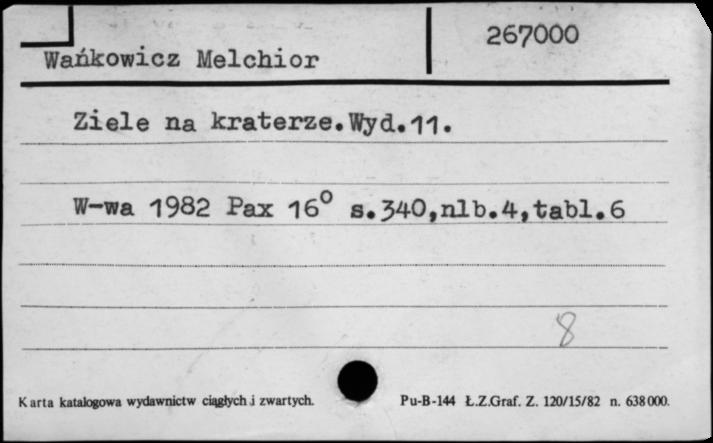 267000
Wańkowicz Melchior
Ziele na kraterze.Wyd.11.
W-wa 1982 Pax 16° s.340,nlb.4,tabl.6
8
Karta katalogowa wydawnictw ciągłych i zwartych.
Pu-B-144 Ł.Z.Graf. Z. 120/15/82 n. 638000.